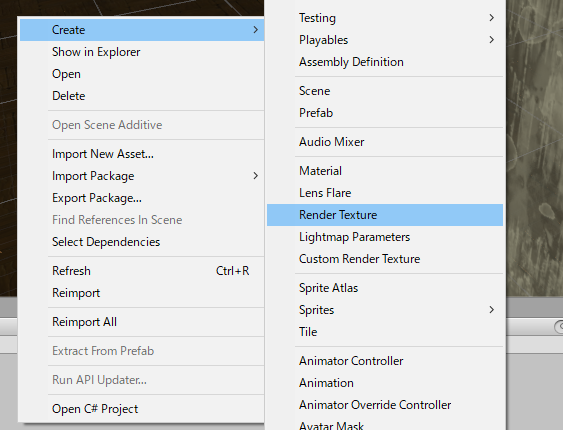 Create
Show in Explorer
Open
Delete
Open Scene Additive
Import New Asset...
Import Package
Export Package...
Find References In Scene
Select Dependencies
Refresh Ctrl+R
Reimport
Reimport All
Extract From Prefab
Run API Updater...
Open C# Project
Testing
Playables
Assembly Definition
Scene
Prefab
Audio Mixer
Material
Lens Flare
Render Texture
Lightmap Parameters
Custom Render Texture
Sprite Atlas
Sprites
Tile
Animator Controller
Animation
Animator Override Controller
Avatar Mask